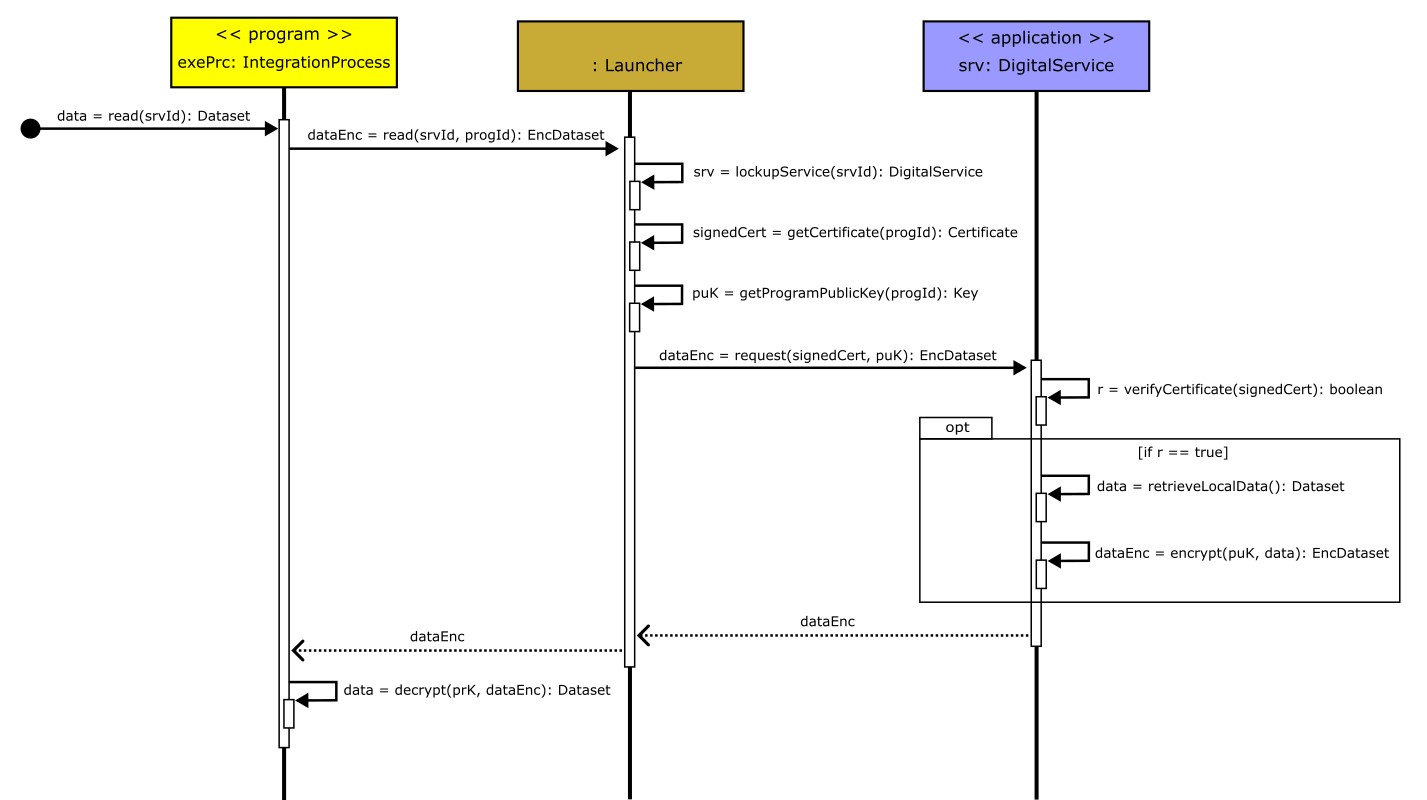 << program >>
exePrc: IntegrationProcess
: Launcher
<< application >>
srv: DigitalService
data = read(srvId): Dataset
dataEnc = read(srvId, progId): EncDataset
srv = lockupService(srvId): DigitalService
signedCert = getCertificate(progId): Certificate
puK = getProgramPublicKey(progId): Key
dataEnc = request(signedCert, puK): EncDataset
r = verifyCertificate(signedCert): boolean
opt
[if r == true]
data = retrieveLocalData(): Dataset
dataEnc = encrypt(puK, data): EncDataset
dataEnc
dataEnc
data = decrypt(prK, dataEnc): Dataset